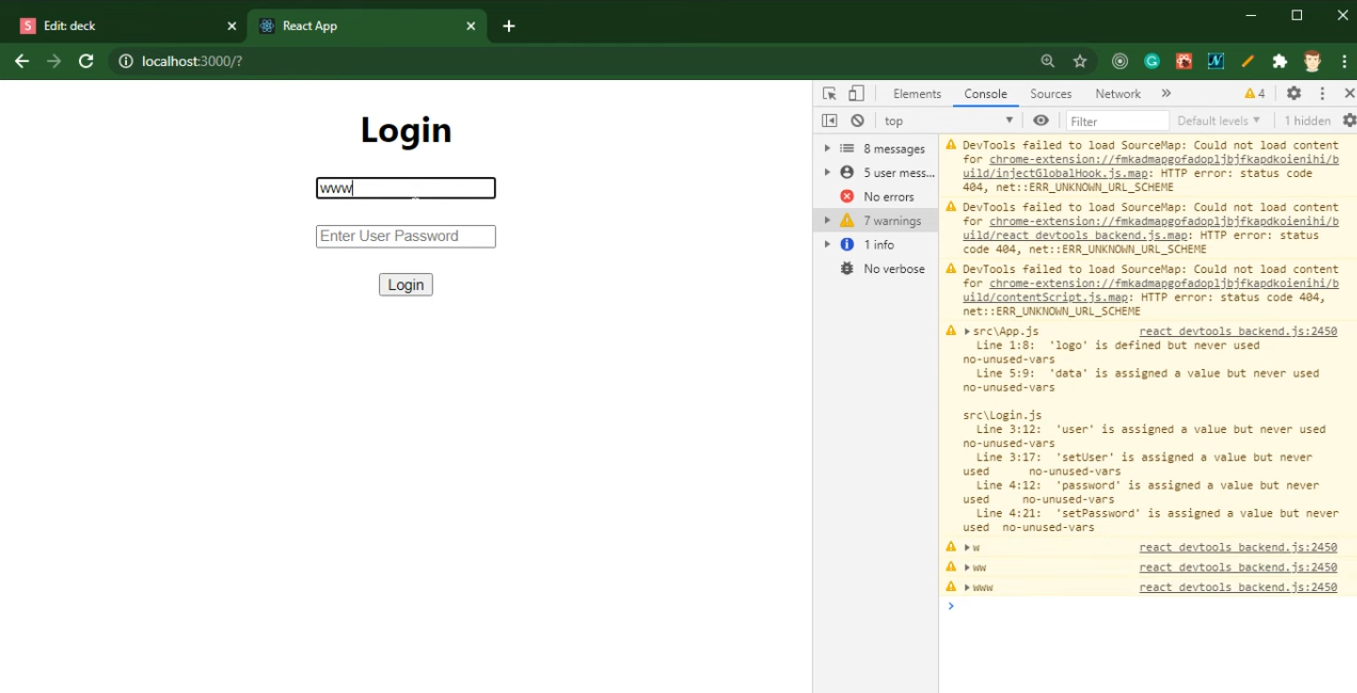 S Edit: deck
React App
localhost:3000/?
Login
www
Enter User Password
Login
Elements Console Sources Network » 4
top Filter Default levels 1 hidden
8 messages
5 user mess...
No errors
7 warnings
1 info
No verbose
DevTools failed to load SourceMap: Could not load content
for chrome-extension://fmkadmapgofadopljbjfkapdkoienihi/b
uild/injectGlobalHook.js.map: HTTP error: status code
404, net::ERR_UNKNOWN_URL_SCHEME
DevTools failed to load SourceMap: Could not load content
for chrome-extension://fmkadmapgofadopljbjfkapdkoienihi/b
uild/react_devtools_backend.js.map: HTTP error: status
code 404, net::ERR_UNKNOWN_URL_SCHEME
DevTools failed to load SourceMap: Could not load content
for chrome-extension://fmkadmapgofadopljbjfkapdkoienihi/b
uild/contentScript.js.map: HTTP error: status code 404,
net::ERR_UNKNOWN_URL_SCHEME
src\App.js react_devtools_backend.js:2450
Line 1:8: 'logo' is defined but never used
no-unused-vars
Line 5:9: 'data' is assigned a value but never used
no-unused-vars
src\Login.js
Line 3:12: 'user' is assigned a value but never used
no-unused-vars
Line 3:17: 'setUser' is assigned a value but never
used no-unused-vars
Line 4:12: 'password' is assigned a value but never
used no-unused-vars
Line 4:21: 'setPassword' is assigned a value but never
used no-unused-vars
w react_devtools_backend.js:2450
ww react_devtools_backend.js:2450
www react_devtools_backend.js:2450